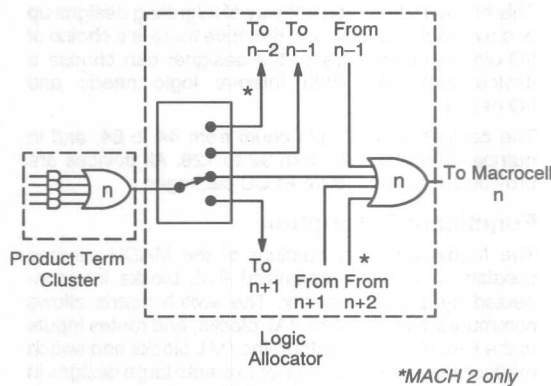 To To From
n–2 n–1 n–1
*
n
n
To Macrocell
n
Product Term
Cluster
To
n+1
From
n+1
*
From
n+2
Logic
Allocator
*MACH 2 only